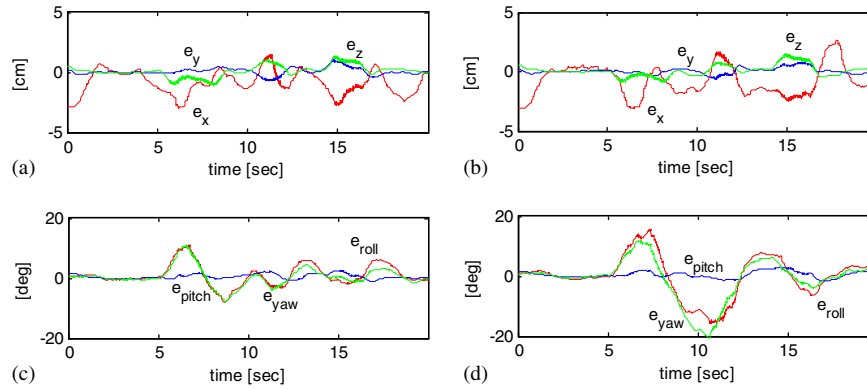 5
0
-5
[cm]
e_y
e_z
e_x
0
5
10
15
time [sec]
(a)
5
0
-5
[cm]
e_y
e_z
e_x
0
5
10
15
time [sec]
(b)
20
0
-20
[deg]
e_pitch
e_yaw
e_roll
0
5
10
15
time [sec]
(c)
20
0
-20
[deg]
e_pitch
e_yaw
e_roll
0
5
10
15
time [sec]
(d)